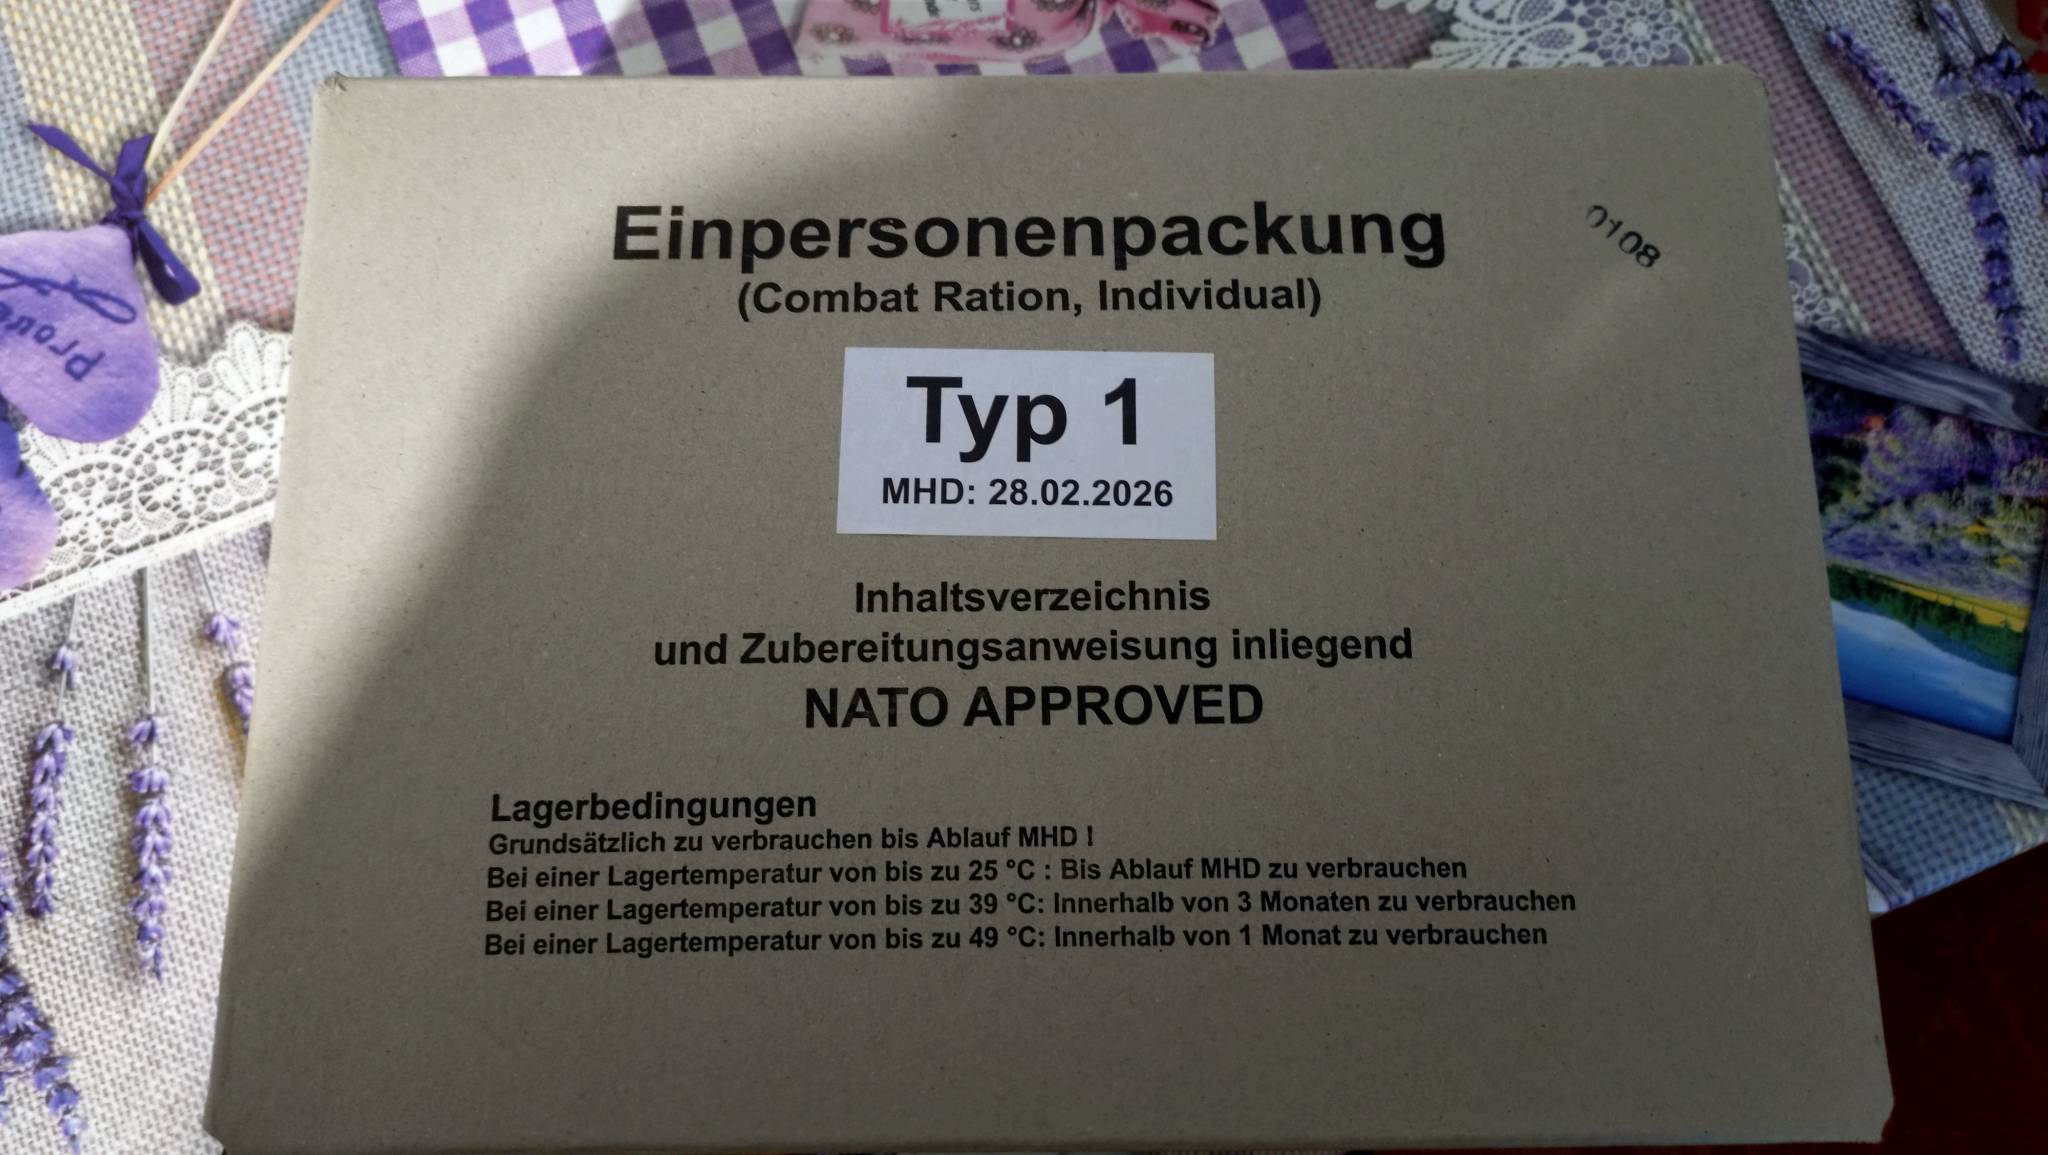 Einpersonenpackung
(Combat Ration, Individual)
0108
Typ 1
MHD: 28.02.2026
Inhaltsverzeichnis
und Zubereitungsanweisung inliegend
NATO APPROVED
Lagerbedingungen
Grundsätzlich zu verbrauchen bis Ablauf MHD !
Bei einer Lagertemperatur von bis zu 25 °C : Bis Ablauf MHD zu verbrauchen
Bei einer Lagertemperatur von bis zu 39 °C: Innerhalb von 3 Monaten zu verbrauchen
Bei einer Lagertemperatur von bis zu 49 °C: Innerhalb von 1 Monat zu verbrauchen